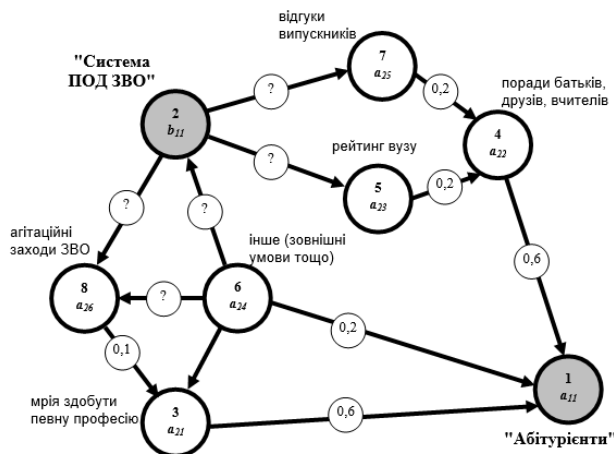 відгуки
випускників
"Система
ПОД ЗВО"
7
a25
?
0,2
поради батьків,
друзів, вчителів
2
b11
4
a22
?
рейтинг вузу
5
a23
0,2
?
?
агітаційні
заходи ЗВО
інше (зовнішні
умови тощо)
0,6
8
a26
?
6
a24
0,2
0,1
1
a11
мрія здобути
певну професію
3
a21
0,6
"Абітурієнти"